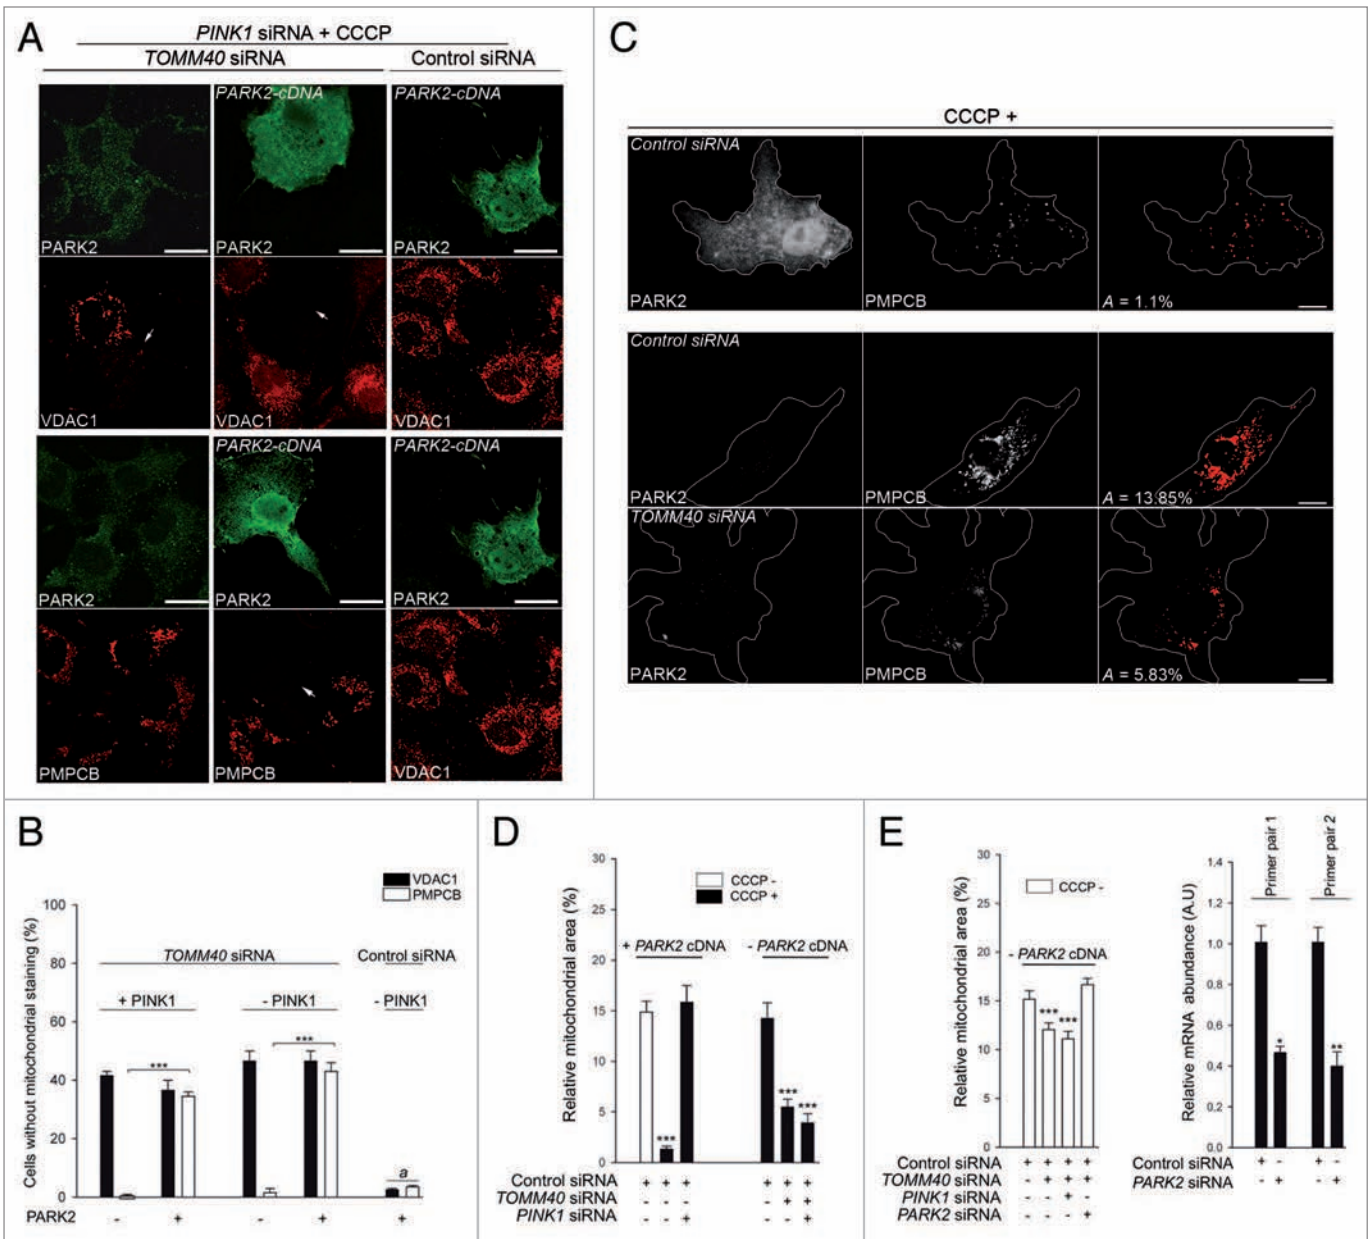 A
PINK1 siRNA + CCCP
TOMM40 siRNA
Control siRNA
PARK2-cDNA
PARK2-cDNA
PARK2
PARK2
PARK2
VDAC1
VDAC1
VDAC1
PARK2-cDNA
PARK2-cDNA
PARK2
PARK2
PARK2
PMPCB
PMPCB
VDAC1
C
CCCP +
Control siRNA
PARK2
PMPCB
A = 1.1%
Control siRNA
PARK2
PMPCB
A = 13.85%
TOMM40 siRNA
PARK2
PMPCB
A = 5.83%
B
VDAC1
PMPCB
Cells without mitochondrial staining (%)
100
80
60
40
20
0
TOMM40 siRNA
Control siRNA
+ PINK1
- PINK1
- PINK1
***
***
a
PARK2 - + - + +
D
Relative mitochondrial area (%)
30
25
20
15
10
5
0
CCCP -
CCCP +
+ PARK2 cDNA
- PARK2 cDNA
***
***
***
Control siRNA + + + + + +
TOMM40 siRNA - - - - + +
PINK1 siRNA - - + - - +
E
Relative mitochondrial area (%)
30
25
20
15
10
5
0
CCCP -
- PARK2 cDNA
***
***
Control siRNA + + + +
TOMM40 siRNA - + + +
PINK1 siRNA - - + -
PARK2 siRNA - - - +
Primer pair 1
Primer pair 2
Relative mRNA abundance (A.U)
1,4
1,2
1,0
0,8
0,6
0,4
0,2
0.0
*
**
Control siRNA + - + -
PARK2 siRNA - + - +